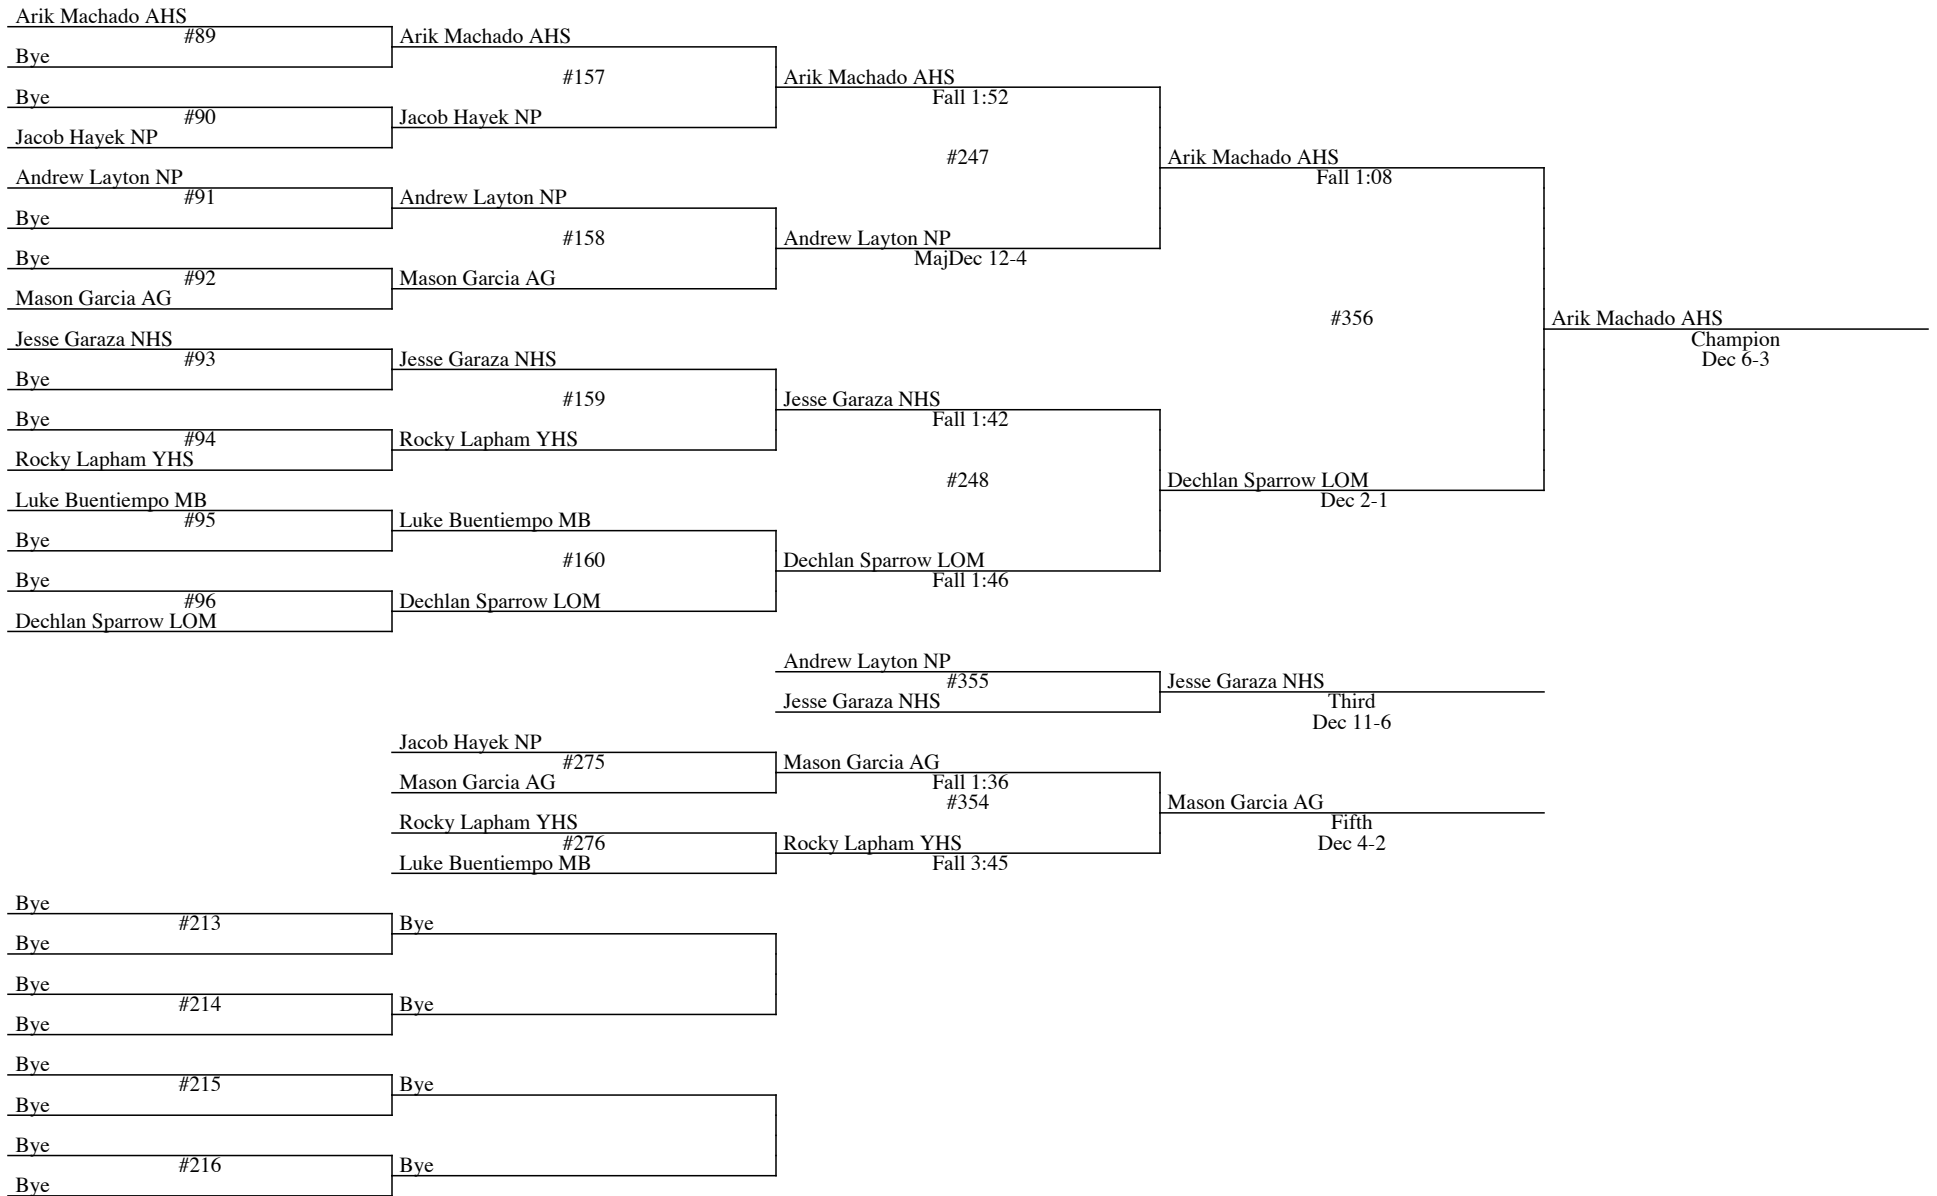 Arik Machado AHS
#89
Bye
Arik Machado AHS
#157
Bye
#90
Jacob Hayek NP
Jacob Hayek NP
Arik Machado AHS
Fall 1:52
#247
Andrew Layton NP
#91
Bye
Andrew Layton NP
#158
Bye
#92
Mason Garcia AG
Mason Garcia AG
Andrew Layton NP
MajDec 12-4
Arik Machado AHS
Fall 1:08
#356
Jesse Garaza NHS
#93
Bye
Jesse Garaza NHS
#159
Bye
#94
Rocky Lapham YHS
Rocky Lapham YHS
Jesse Garaza NHS
Fall 1:42
#248
Luke Buentiempo MB
#95
Bye
Luke Buentiempo MB
#160
Bye
#96
Dechlan Sparrow LOM
Dechlan Sparrow LOM
Dechlan Sparrow LOM
Fall 1:46
Dechlan Sparrow LOM
Dec 2-1
Arik Machado AHS
Champion
Dec 6-3
Andrew Layton NP
#355
Jesse Garaza NHS
Jesse Garaza NHS
Third
Dec 11-6
Jacob Hayek NP
#275
Mason Garcia AG
Mason Garcia AG
Fall 1:36
#354
Rocky Lapham YHS
#276
Luke Buentiempo MB
Rocky Lapham YHS
Fall 3:45
Mason Garcia AG
Fifth
Dec 4-2
Bye
#213
Bye
Bye
Bye
#214
Bye
Bye
Bye
#215
Bye
Bye
Bye
#216
Bye
Bye